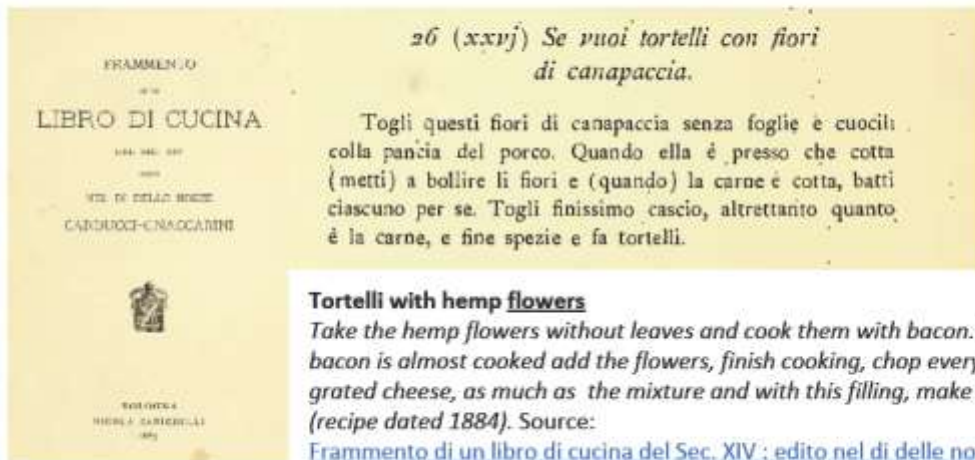 FRAMMENTO
LIBRO DI CUCINA
CARDUCCI-GNACCARINI
BOLOGNA
NICOLA ZANICHELLI
26 (xxvj) Se vuoi tortelli con fiori
di canapaccia.
Togli questi fiori di canapaccia senza foglie e cuocili
colla pancia del porco. Quando ella é presso che cotta
(metti) a bollire li fiori e (quando) la carne é cotta, batti
ciascuno per se. Togli finissimo cascio, altrettanto quanto
é la carne, e fine spezie e fa tortelli.
Tortelli with hemp flowers
Take the hemp flowers without leaves and cook them with bacon.
bacon is almost cooked add the flowers, finish cooking, chop every
grated cheese, as much as the mixture and with this filling, make
(recipe dated 1884). Source:
Frammento di un libro di cucina del Sec. XIV : edito nel di delle no